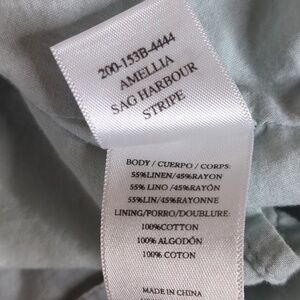 200-153B-4444
AMELLIA
SAG HARBOUR
STRIPE
BODY / CUERPO / CORPS:
55%LINEN/45%RAYON
55% LINO /45%RAYÓN
55%LIN/45%RAYONNE
LINING/FORRO/DOUBLURE:
100%COTTON
100% ALGODÓN
100% COTON
MADE IN CHINA